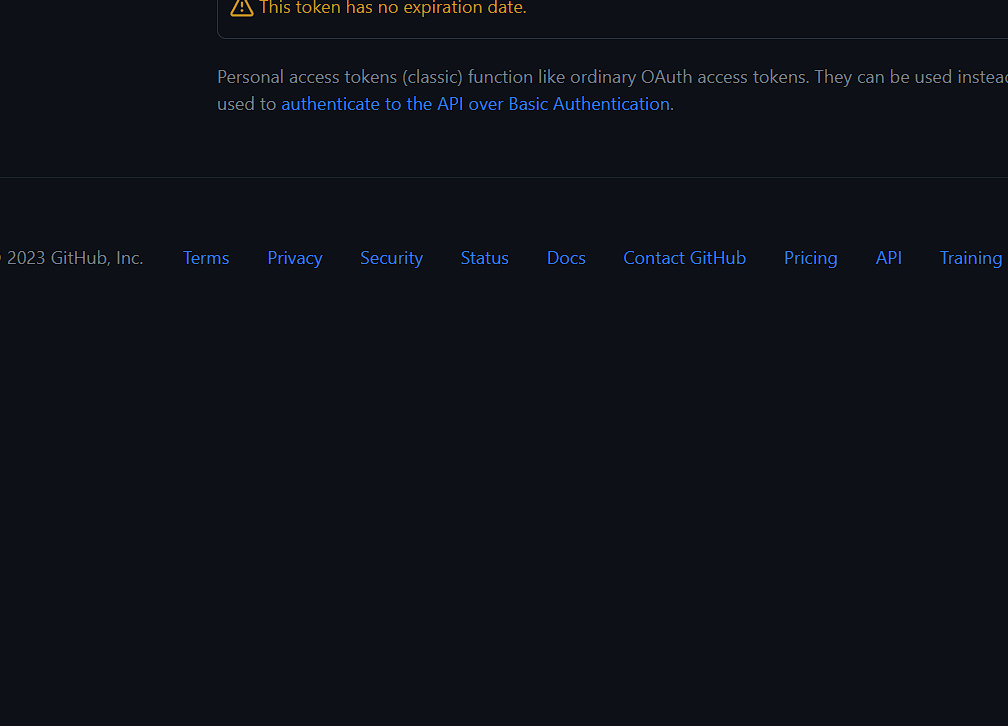 This token has no expiration date.
Personal access tokens (classic) function like ordinary OAuth access tokens. They can be used
used to authenticate to the API over Basic Authentication.
2023 GitHub, Inc. Terms Privacy Security Status Docs Contact GitHub Pricing API Training